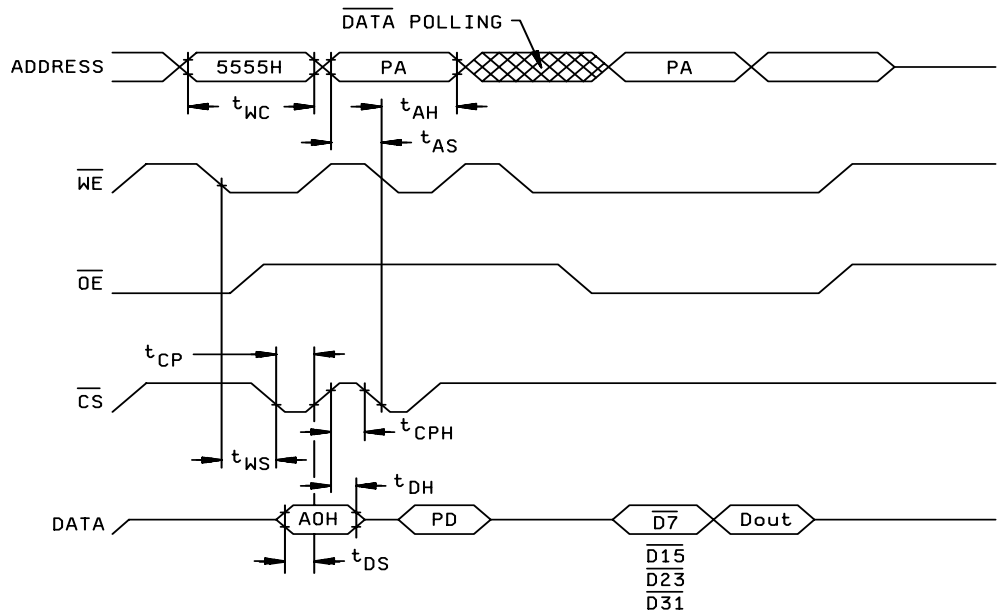 DATA POLLING
ADDRESS 5555H PA PA
tWC tAH
tAS
WE
OE
tCP
CS
tCPH
tWS
tDH
DATA AOH PD D7 Dout
tDS D15
D23
D31